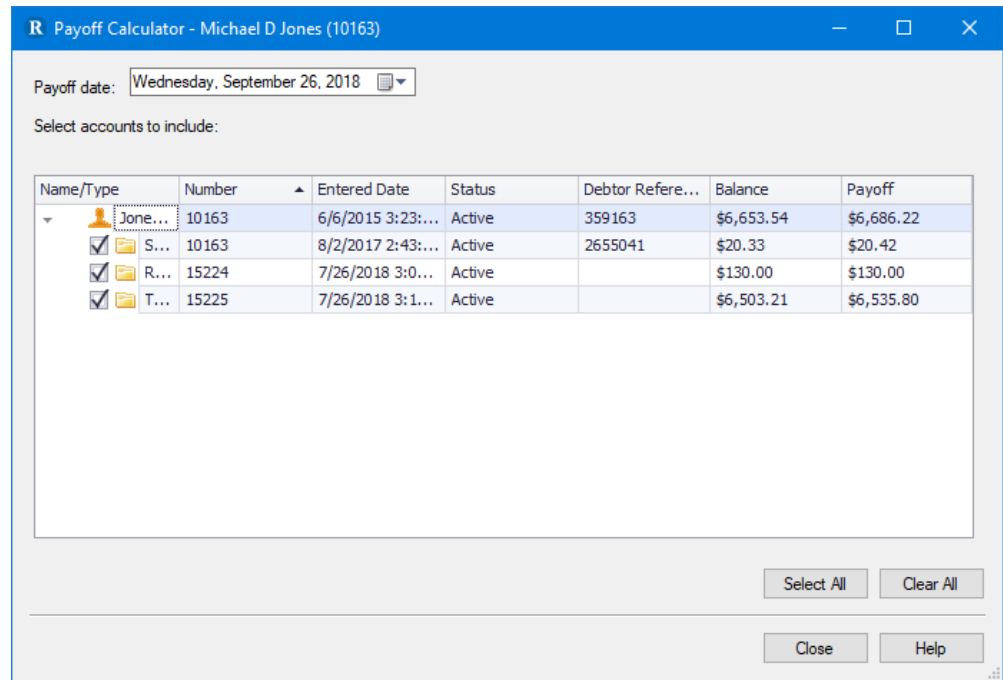 R Payoff Calculator - Michael D Jones (10163)
Payoff date: Wednesday, September 26, 2018
Select accounts to include:
Name/Type Number Entered Date Status Debtor Refere... Balance Payoff
Jone... 10163 6/6/2015 3:23:... Active 359163 $6,653.54 $6,686.22
S... 10163 8/2/2017 2:43:... Active 2655041 $20.33 $20.42
R... 15224 7/26/2018 3:0... Active $130.00 $130.00
T... 15225 7/26/2018 3:1... Active $6,503.21 $6,535.80
Select All Clear All
Close Help